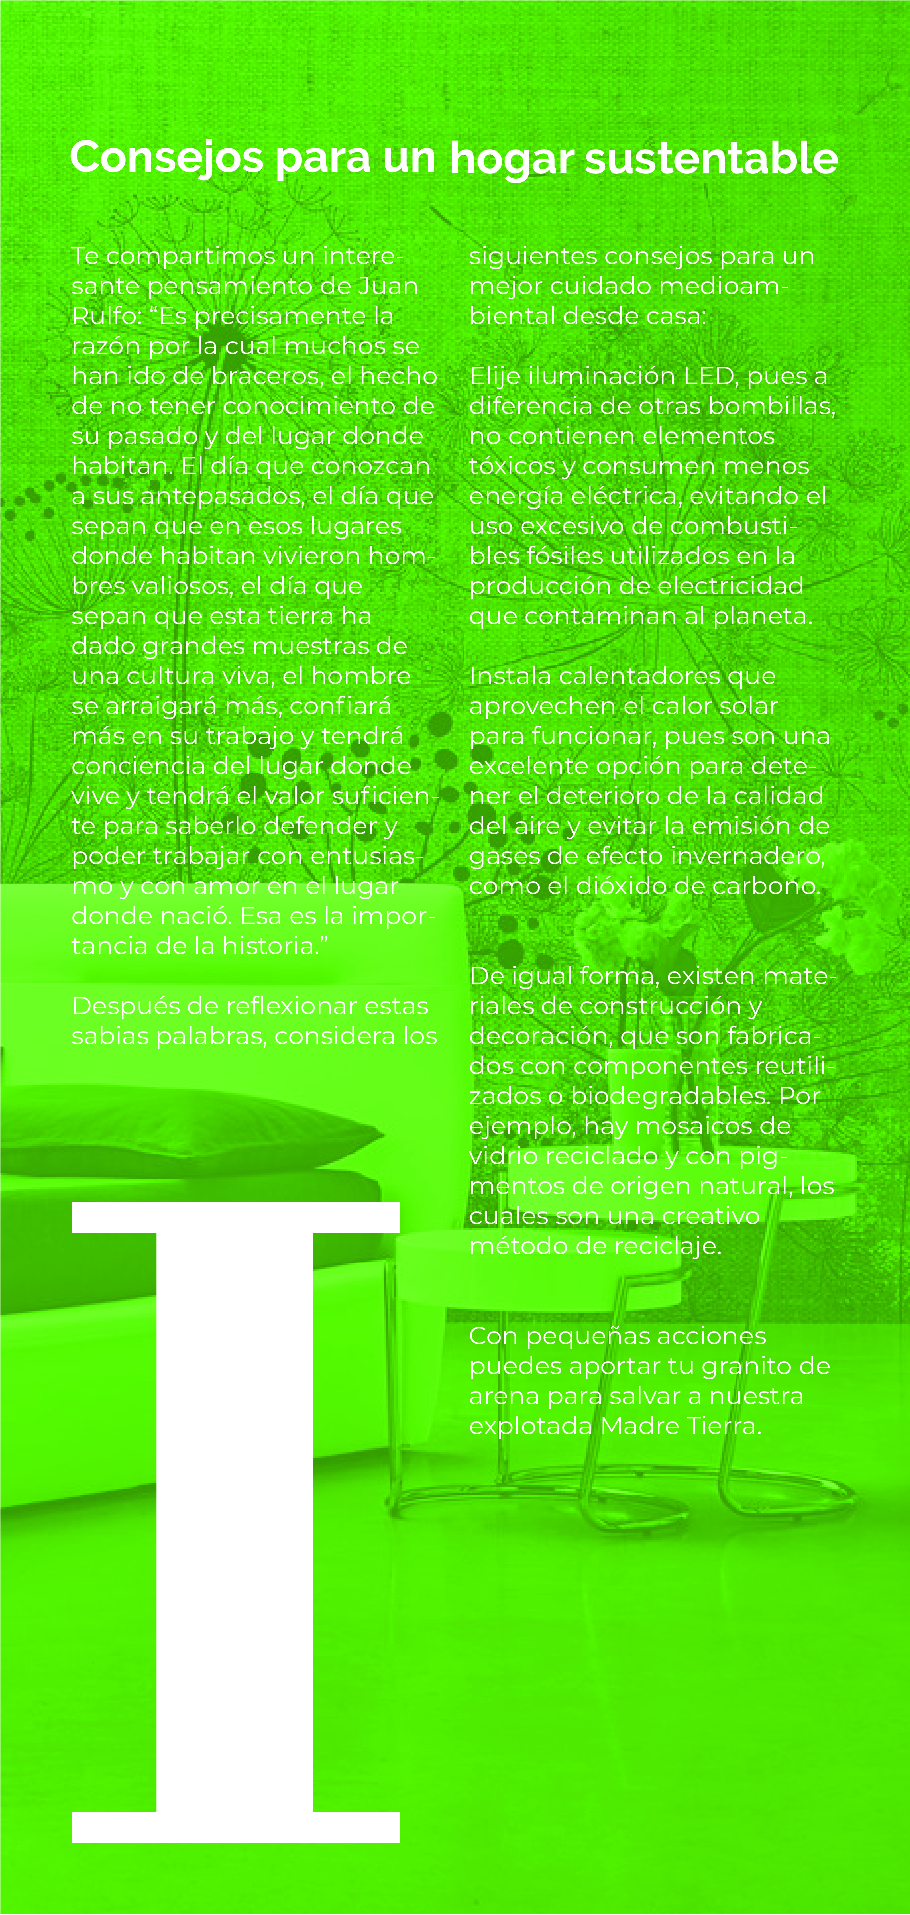 Consejos para un hogar sustentable
Te compartimos un intere-
sante pensamiento de Juan
Rulfo: “Es precisamente la
razón por la cual muchos se
han ido de braceros, el hecho
de no tener conocimiento de
su pasado y del lugar donde
habitan. El día que conozcan
a sus antepasados, el día que
sepan que en esos lugares
donde habitan vivieron hom-
bres valiosos, el día que
sepan que esta tierra ha
dado grandes muestras de
una cultura viva, el hombre
se arraigará más, confiará
más en su trabajo y tendrá
conciencia del lugar donde
vive y tendrá el valor suficien-
te para saberlo defender y
poder trabajar con entusias-
mo y con amor en el lugar
donde nació. Esa es la impor-
tancia de la historia.”
Después de reflexionar estas
sabias palabras, considera los
siguientes consejos para un
mejor cuidado medioam-
biental desde casa:
Elije iluminación LED, pues a
diferencia de otras bombillas,
no contienen elementos
tóxicos y consumen menos
energía eléctrica, evitando el
uso excesivo de combusti-
bles fósiles utilizados en la
producción de electricidad
que contaminan al planeta.
Instala calentadores que
aprovechen el calor solar
para funcionar, pues son una
excelente opción para dete-
ner el deterioro de la calidad
del aire y evitar la emisión de
gases de efecto invernadero,
como el dióxido de carbono.
De igual forma, existen mate-
riales de construcción y
decoración, que son fabrica-
dos con componentes reutili-
zados o biodegradables. Por
ejemplo, hay mosaicos de
vidrio reciclado y con pig-
mentos de origen natural, los
cuales son una creativo
método de reciclaje.
Con pequeñas acciones
puedes aportar tu granito de
arena para salvar a nuestra
explotada Madre Tierra.
I